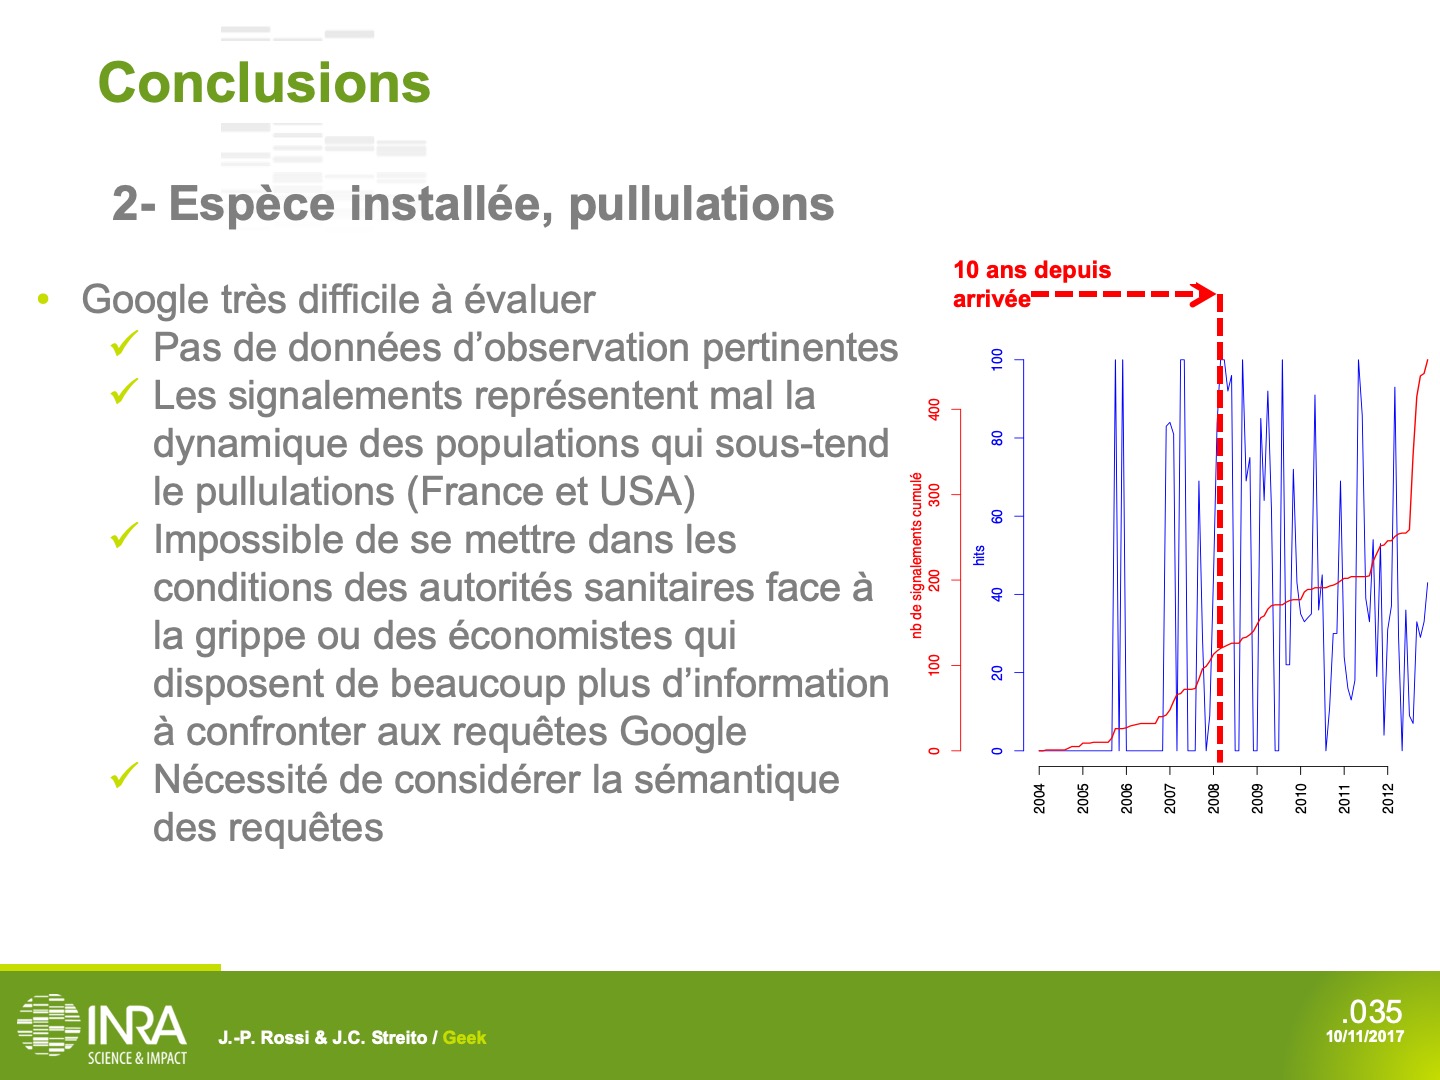 Conclusions
2- Espèce installée, pullulations
• Google très difficile à évaluer
✓ Pas de données d’observation pertinentes
✓ Les signalements représentent mal la
dynamique des populations qui sous-tend
le pullulations (France et USA)
✓ Impossible de se mettre dans les
conditions des autorités sanitaires face à
la grippe ou des économistes qui
disposent de beaucoup plus d’information
à confronter aux requêtes Google
✓ Nécessité de considérer la sémantique
des requêtes
10 ans depuis
arrivée
nb de signalements cumulé
0 100 200 300 400
hits
0 20 40 60 80 100
2004 2005 2006 2007 2008 2009 2010 2011 2012
INRA
SCIENCE & IMPACT
J.-P. Rossi & J.C. Streito / Geek
.035
10/11/2017